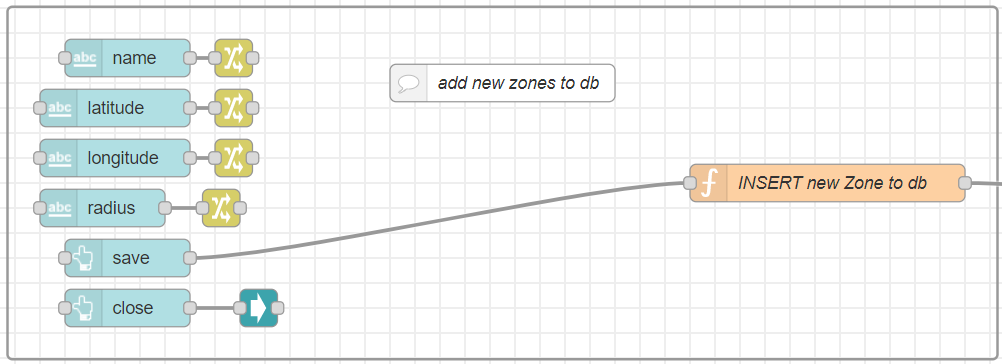 abc name
add new zones to db
abc latitude
abc longitude
INSERT new Zone to db
abc radius
save
close